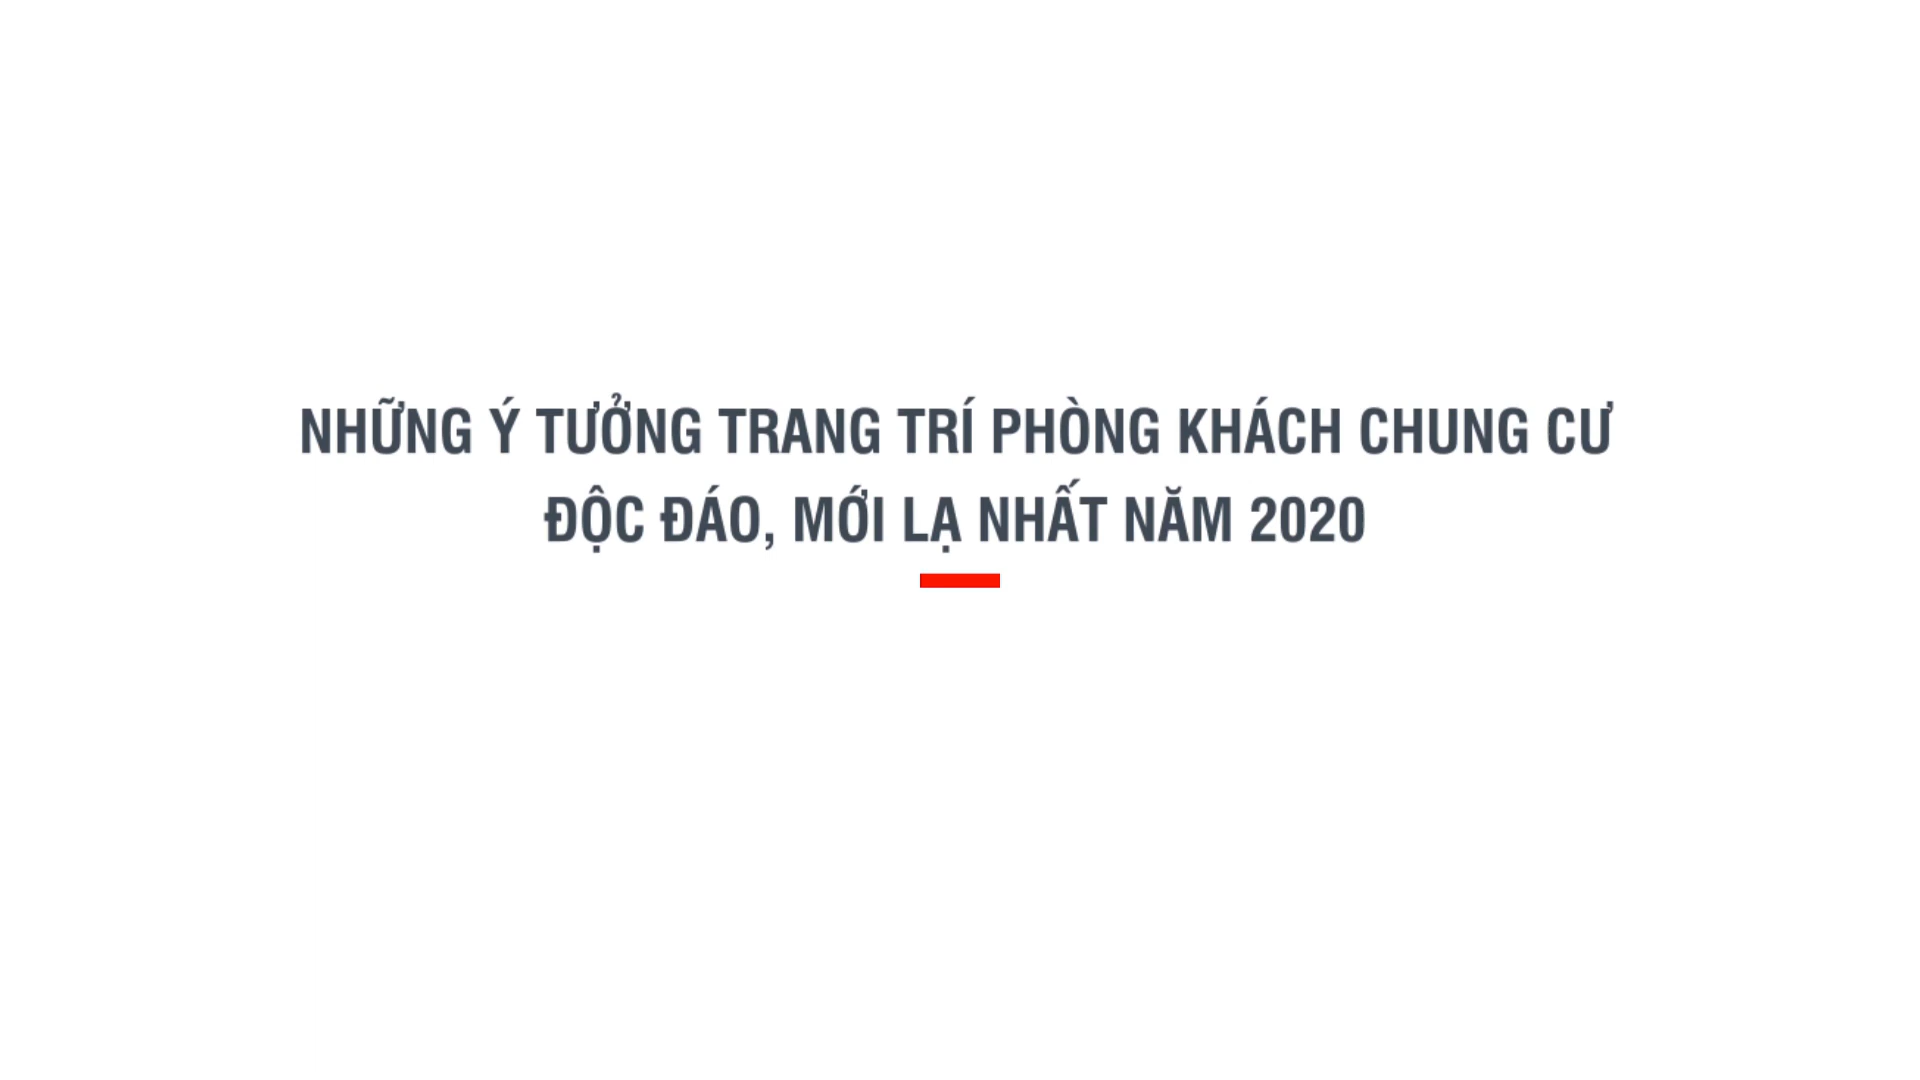 NHỮNG Ý TƯỞNG TRANG TRÍ PHÒNG KHÁCH CHUNG CƯ
ĐỘC ĐÁO, MỚI LẠ NHẤT NĂM 2020